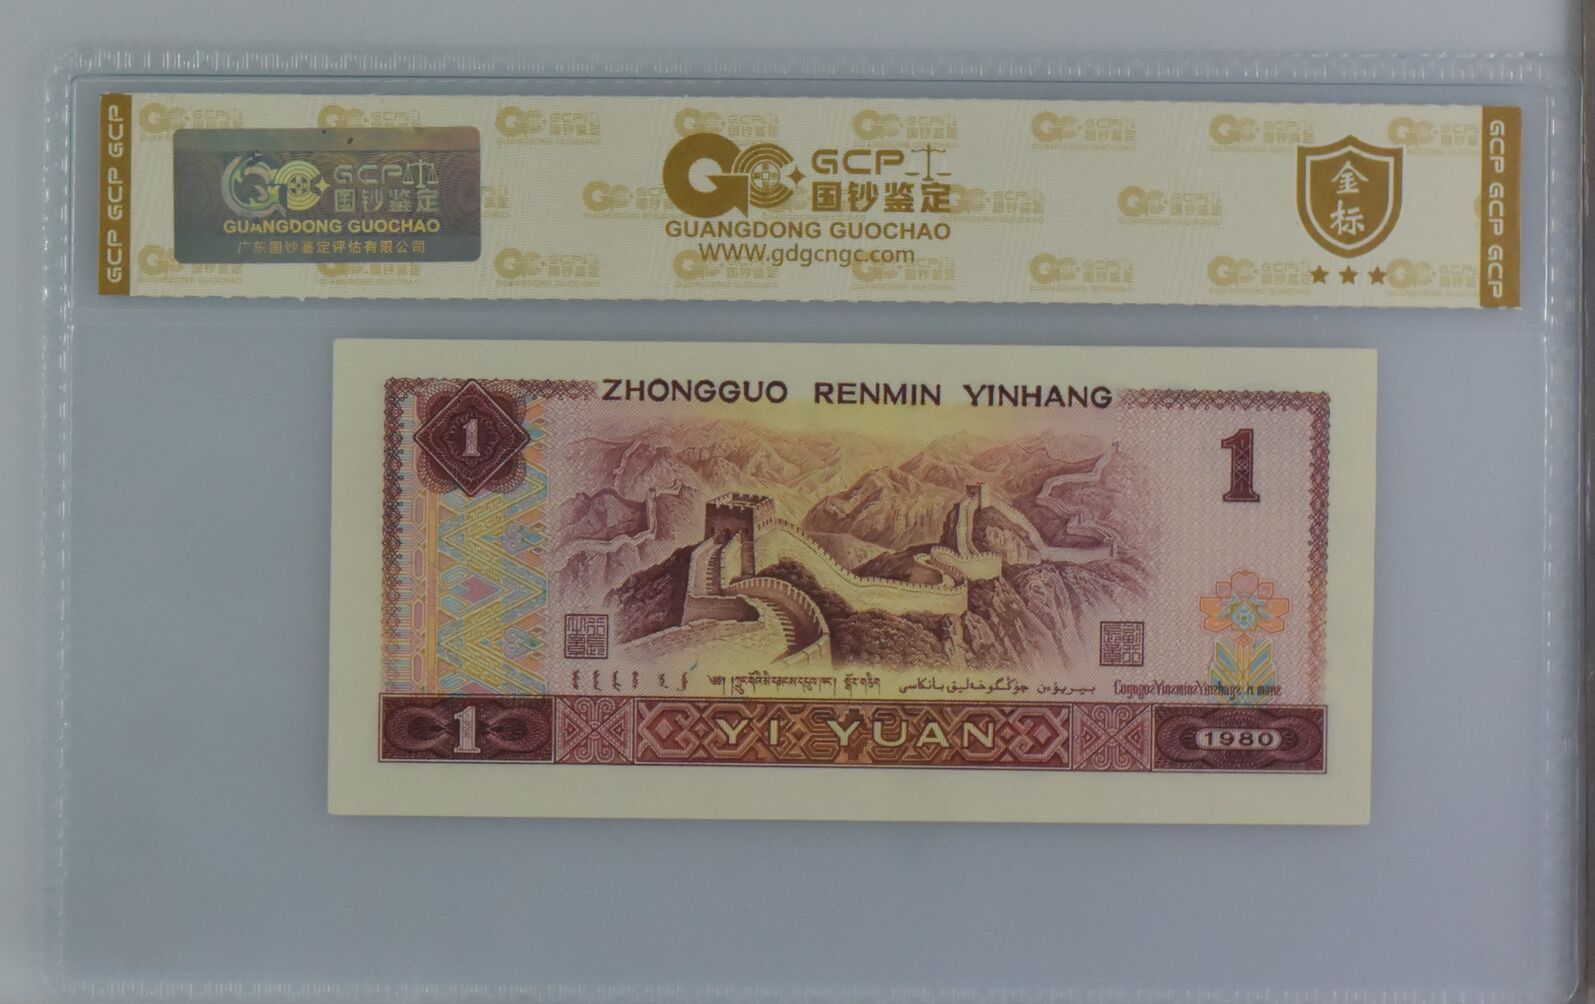 GCP GCP GCP
GCP
国钞鉴定
GUANGDONG GUOCHAO
广东国钞鉴定评估有限公司
GCP
国钞鉴定
GUANGDONG GUOCHAO
WWW.gdgcngc.com
金
标
GCP GCP GCP
ZHONGGUO RENMIN YINHANG
1
1
1
YI YUAN
1980